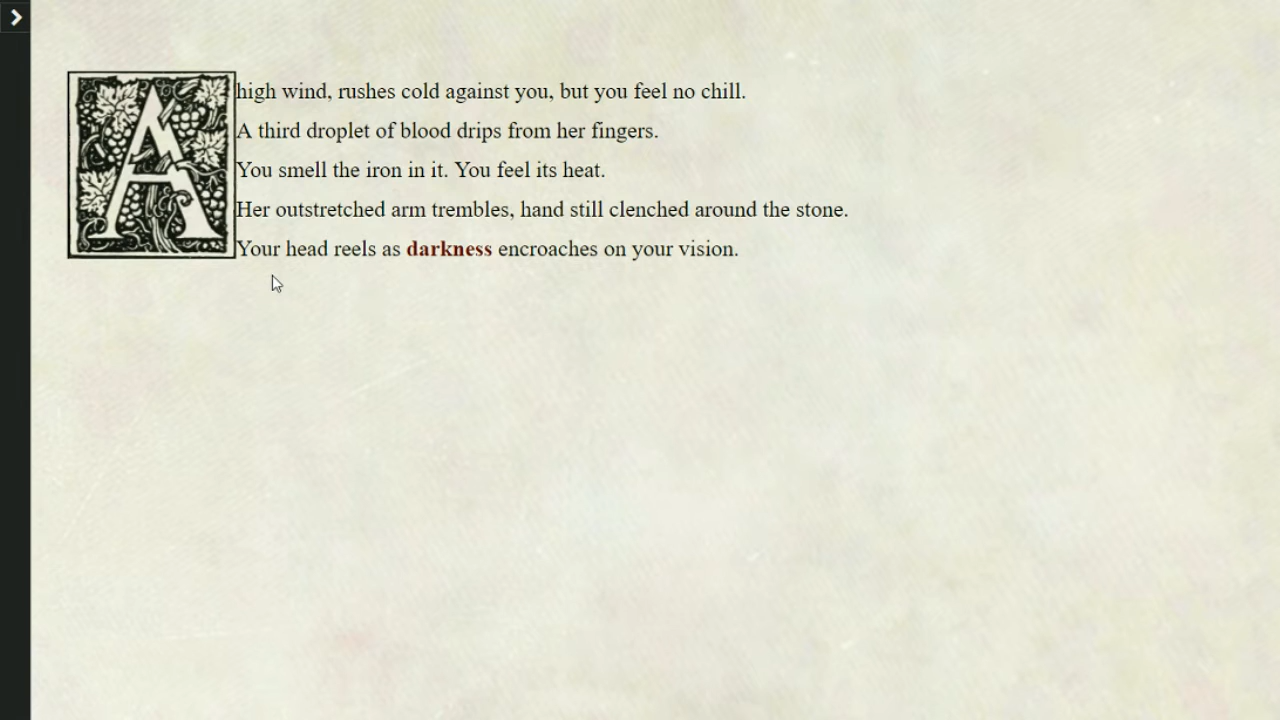 A high wind, rushes cold against you, but you feel no chill.
A third droplet of blood drips from her fingers.
You smell the iron in it. You feel its heat.
Her outstretched arm trembles, hand still clenched around the stone.
Your head reels as darkness encroaches on your vision.